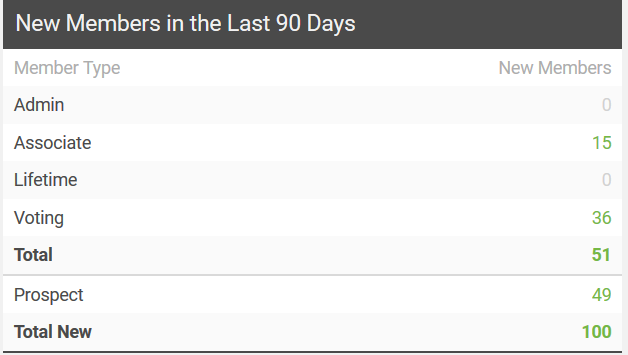 New Members in the Last 90 Days
Member Type New Members
Admin 0
Associate 15
Lifetime 0
Voting 36
Total 51
Prospect 49
Total New 100